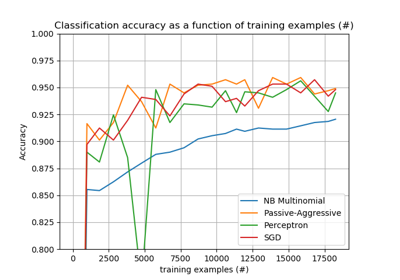 Classification accuracy as a function of training examples (#)
1.000
0.975
0.950
0.925
0.900
0.875
0.850
0.825
0.800
Accuracy
0
2500
5000
7500
10000
12500
15000
17500
training examples (#)
NB Multinomial
Passive-Aggressive
Perceptron
SGD